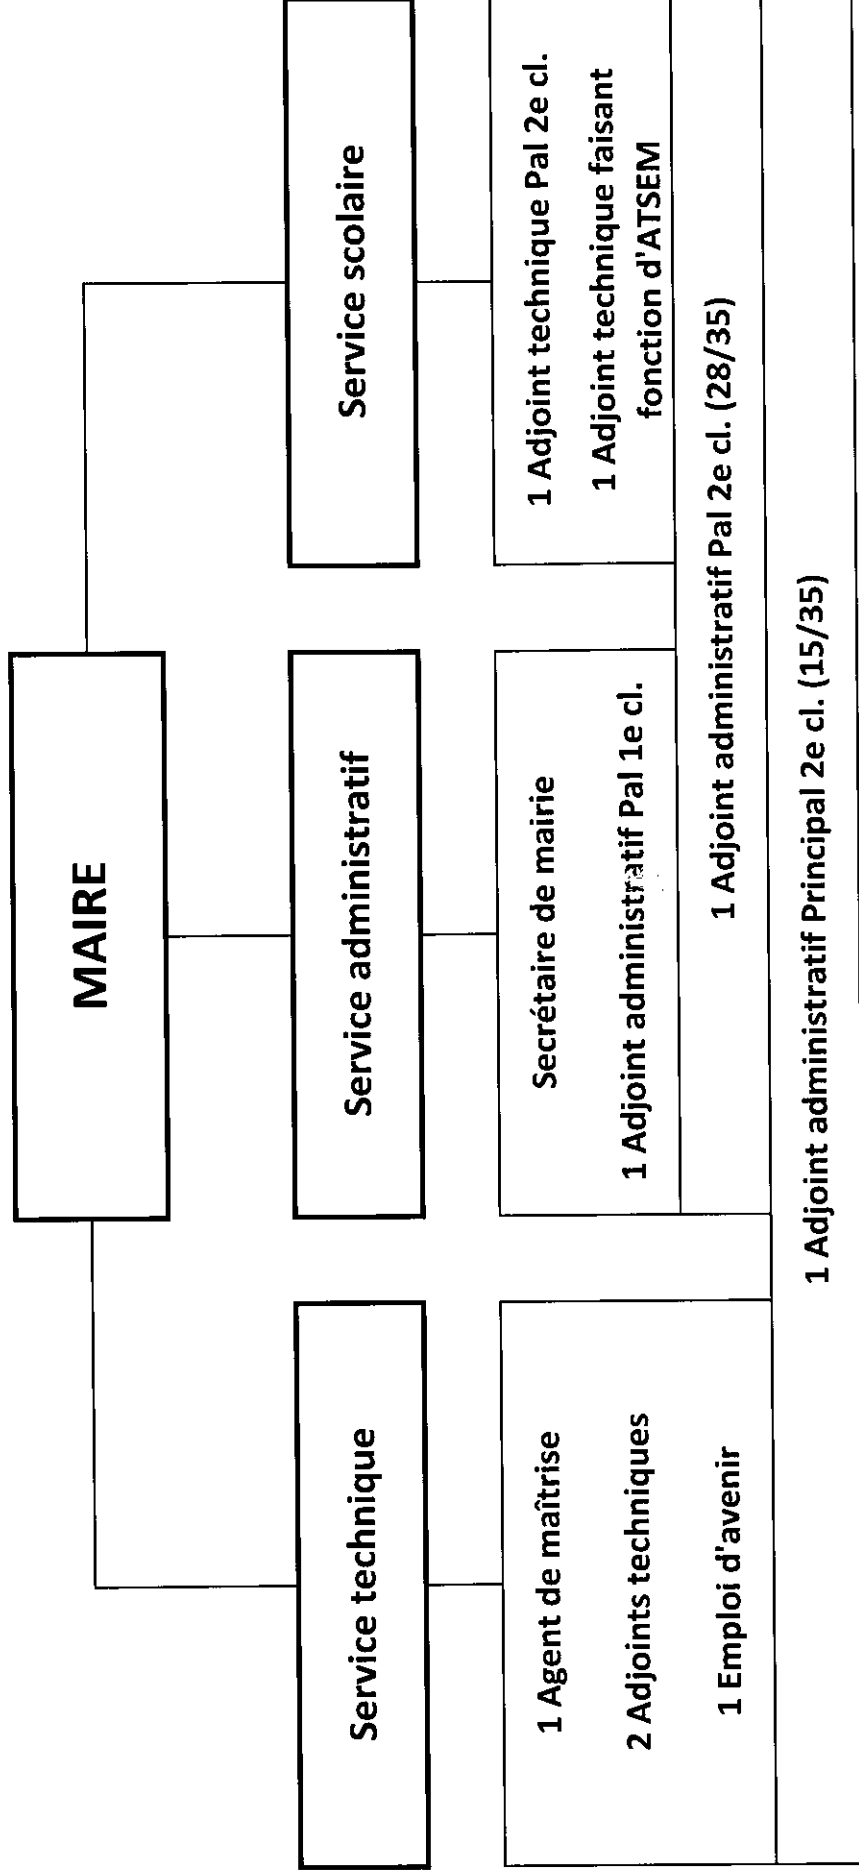 MAIRE
Service technique
Service administratif
Service scolaire
1 Agent de maîtrise
2 Adjoints techniques
1 Emploi d'avenir
Secrétaire de mairie
1 Adjoint administratif Pal 1e cl.
1 Adjoint technique Pal 2e cl.
1 Adjoint technique faisant
fonction d'ATSEM
1 Adjoint administratif Pal 2e cl. (28/35)
1 Adjoint administratif Principal 2e cl. (15/35)